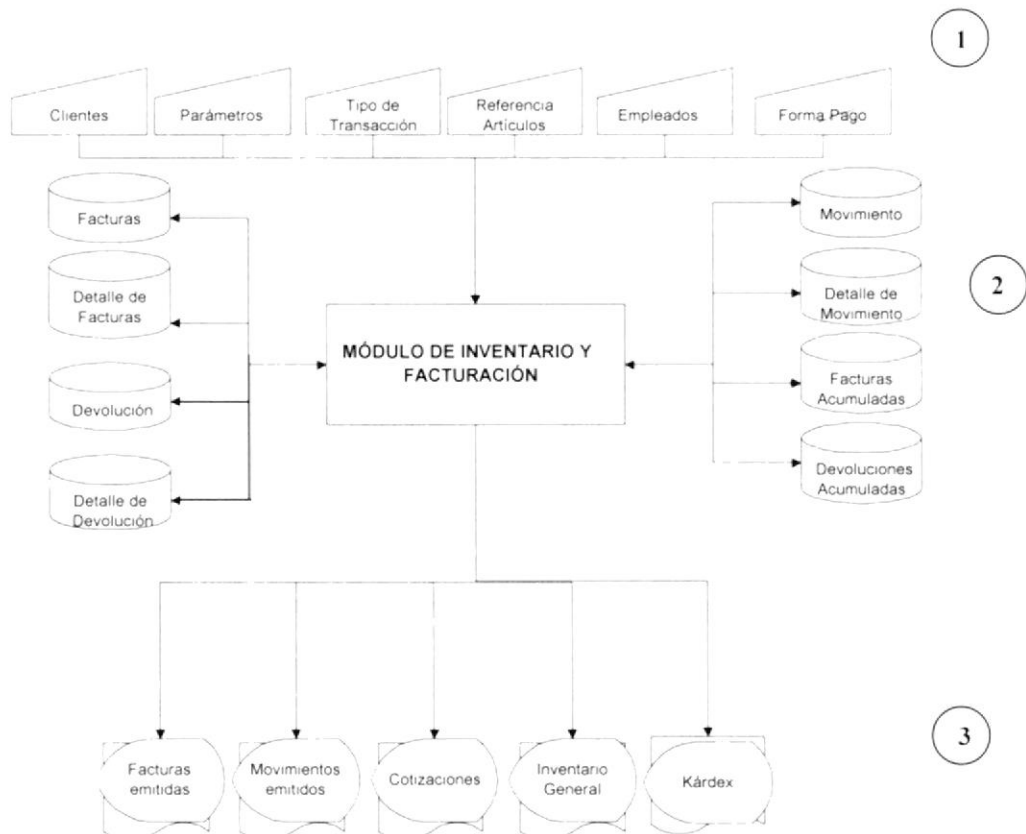 1
Clientes
Parámetros
Tipo de
Transacción
Referencia
Artículos
Empleados
Forma Pago
Facturas
Detalle de
Facturas
Devolución
Detalle de
Devolución
MÓDULO DE INVENTARIO Y
FACTURACIÓN
Movimiento
Detalle de
Movimiento
Facturas
Acumuladas
Devoluciones
Acumuladas
2
Facturas
emitidas
Movimientos
emitidos
Cotizaciones
Inventario
General
Kárdex
3